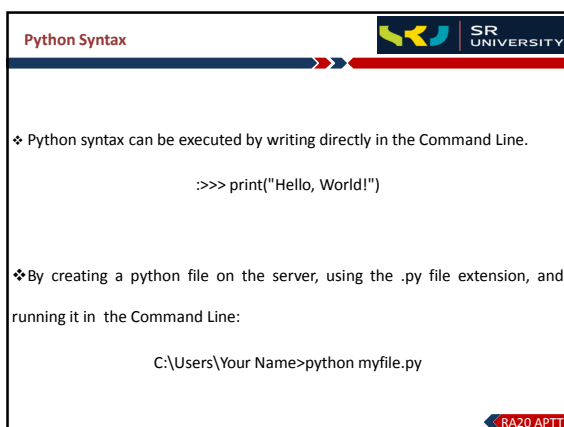 Python Syntax
SR
UNIVERSITY
❖ Python syntax can be executed by writing directly in the Command Line.
:>>> print("Hello, World!")
❖By creating a python file on the server, using the .py file extension, and
running it in the Command Line:
C:\Users\Your Name>python myfile.py
RA20 APTT